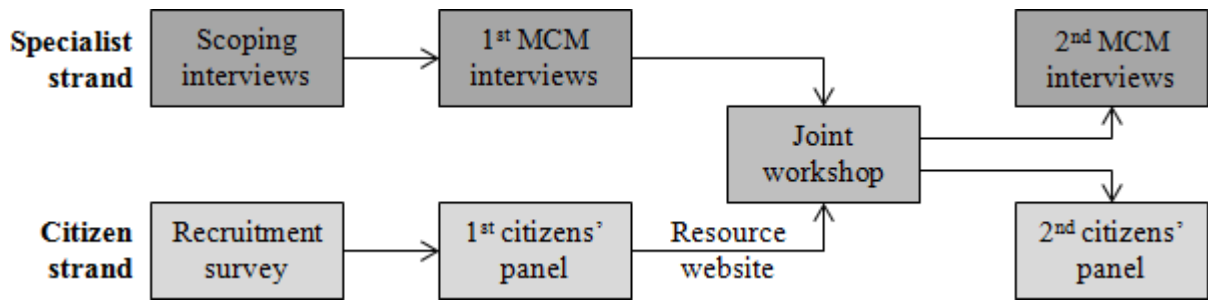 Specialist
strand
Scoping
interviews
1st MCM
interviews
2nd MCM
interviews
Joint
workshop
Citizen
strand
Recruitment
survey
1st citizens’
panel
Resource
website
2nd citizens’
panel